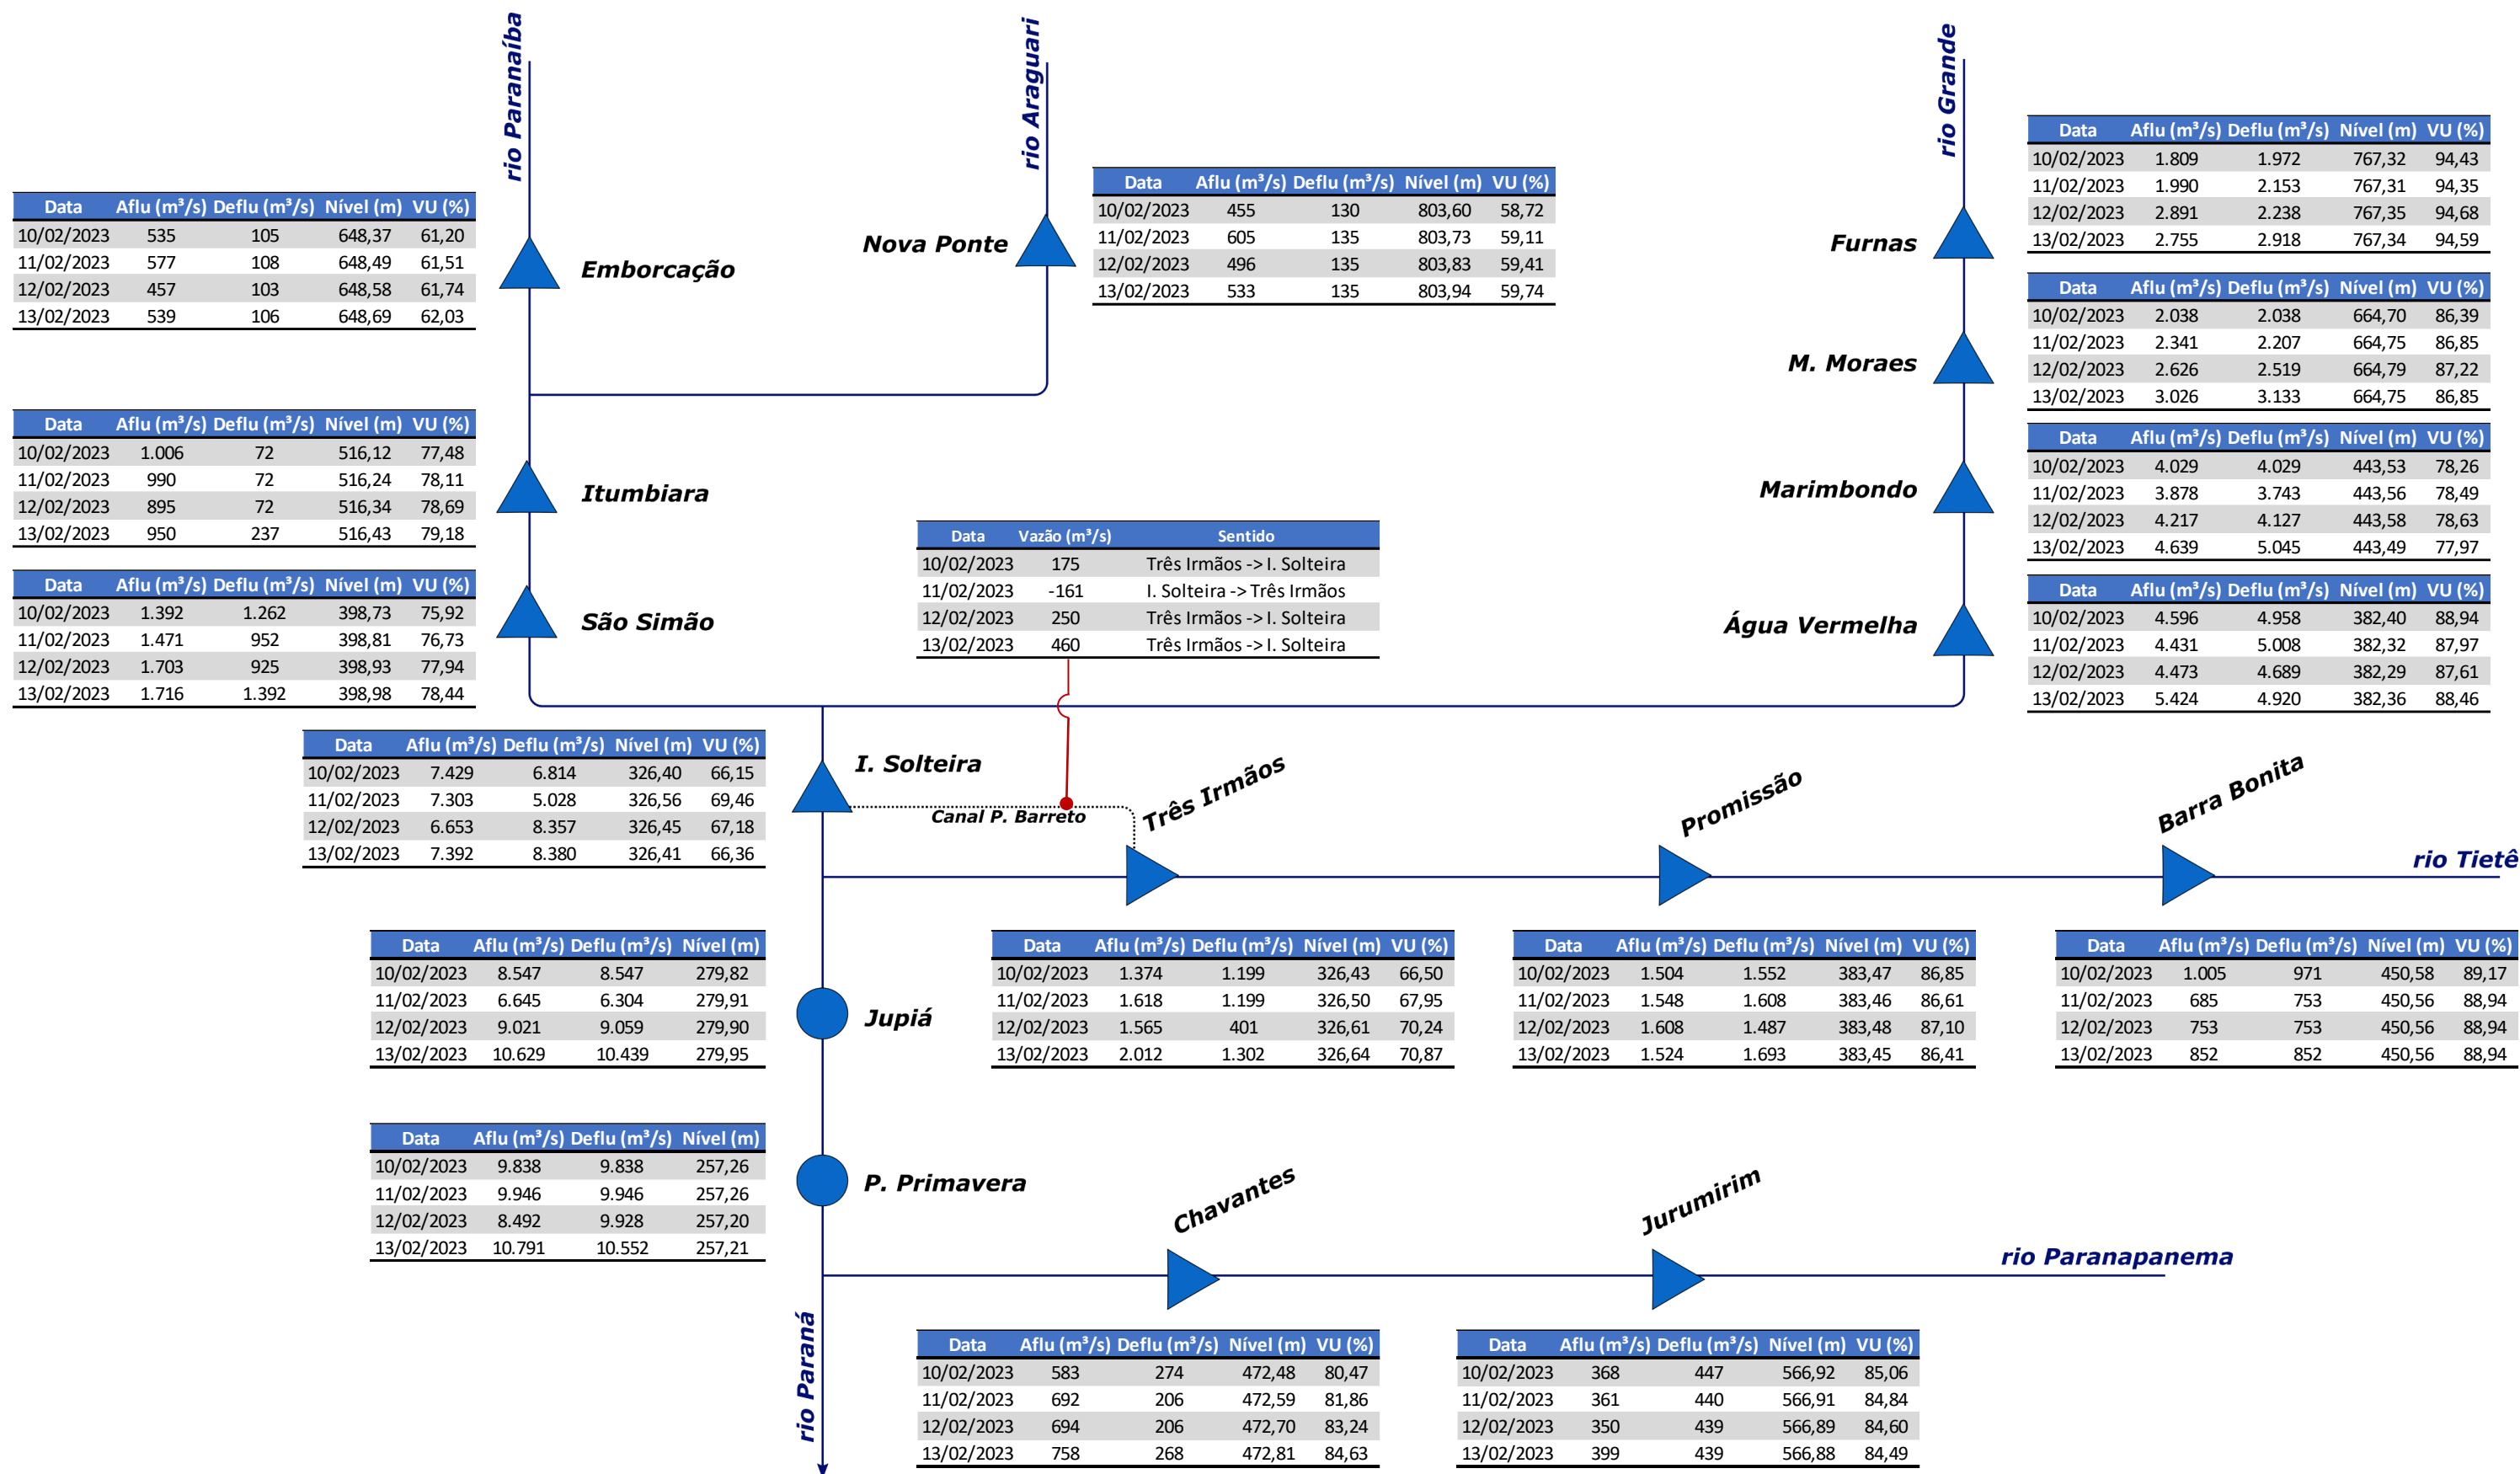 rio Paranaíba
rio Araguari
rio Grande
Data Aflu (m³/s) Deflu (m³/s) Nível (m) VU (%)
10/02/2023 535 105 648,37 61,20
11/02/2023 577 108 648,49 61,51
12/02/2023 457 103 648,58 61,74
13/02/2023 539 106 648,69 62,03
Emborcação
Nova Ponte
Data Aflu (m³/s) Deflu (m³/s) Nível (m) VU (%)
10/02/2023 455 130 803,60 58,72
11/02/2023 605 135 803,73 59,11
12/02/2023 496 135 803,83 59,41
13/02/2023 533 135 803,94 59,74
Furnas
Data Aflu (m³/s) Deflu (m³/s) Nível (m) VU (%)
10/02/2023 1.809 1.972 767,32 94,43
11/02/2023 1.990 2.153 767,31 94,35
12/02/2023 2.891 2.238 767,35 94,68
13/02/2023 2.755 2.918 767,34 94,59
M. Moraes
Data Aflu (m³/s) Deflu (m³/s) Nível (m) VU (%)
10/02/2023 2.038 2.038 664,70 86,39
11/02/2023 2.341 2.207 664,75 86,85
12/02/2023 2.626 2.519 664,79 87,22
13/02/2023 3.026 3.133 664,75 86,85
Data Aflu (m³/s) Deflu (m³/s) Nível (m) VU (%)
10/02/2023 1.006 72 516,12 77,48
11/02/2023 990 72 516,24 78,11
12/02/2023 895 72 516,34 78,69
13/02/2023 950 237 516,43 79,18
Itumbiara
Marimbondo
Data Aflu (m³/s) Deflu (m³/s) Nível (m) VU (%)
10/02/2023 4.029 4.029 443,53 78,26
11/02/2023 3.878 3.743 443,56 78,49
12/02/2023 4.217 4.127 443,58 78,63
13/02/2023 4.639 5.045 443,49 77,97
Data Aflu (m³/s) Deflu (m³/s) Nível (m) VU (%)
10/02/2023 1.392 1.262 398,73 75,92
11/02/2023 1.471 952 398,81 76,73
12/02/2023 1.703 925 398,93 77,94
13/02/2023 1.716 1.392 398,98 78,44
São Simão
Data Vazão (m³/s) Sentido
10/02/2023 175 Três Irmãos -> I. Solteira
11/02/2023 -161 I. Solteira -> Três Irmãos
12/02/2023 250 Três Irmãos -> I. Solteira
13/02/2023 460 Três Irmãos -> I. Solteira
Água Vermelha
Data Aflu (m³/s) Deflu (m³/s) Nível (m) VU (%)
10/02/2023 4.596 4.958 382,40 88,94
11/02/2023 4.431 5.008 382,32 87,97
12/02/2023 4.473 4.689 382,29 87,61
13/02/2023 5.424 4.920 382,36 88,46
Data Aflu (m³/s) Deflu (m³/s) Nível (m) VU (%)
10/02/2023 7.429 6.814 326,40 66,15
11/02/2023 7.303 5.028 326,56 69,46
12/02/2023 6.653 8.357 326,45 67,18
13/02/2023 7.392 8.380 326,41 66,36
I. Solteira
Canal P. Barreto
Três Irmãos
Promissão
Barra Bonita
rio Tietê
Data Aflu (m³/s) Deflu (m³/s) Nível (m)
10/02/2023 8.547 8.547 279,82
11/02/2023 6.645 6.304 279,91
12/02/2023 9.021 9.059 279,90
13/02/2023 10.629 10.439 279,95
Jupiá
Data Aflu (m³/s) Deflu (m³/s) Nível (m) VU (%)
10/02/2023 1.374 1.199 326,43 66,50
11/02/2023 1.618 1.199 326,50 67,95
12/02/2023 1.565 401 326,61 70,24
13/02/2023 2.012 1.302 326,64 70,87
Data Aflu (m³/s) Deflu (m³/s) Nível (m) VU (%)
10/02/2023 1.504 1.552 383,47 86,85
11/02/2023 1.548 1.608 383,46 86,61
12/02/2023 1.608 1.487 383,48 87,10
13/02/2023 1.524 1.693 383,45 86,41
Data Aflu (m³/s) Deflu (m³/s) Nível (m) VU (%)
10/02/2023 1.005 971 450,58 89,17
11/02/2023 685 753 450,56 88,94
12/02/2023 753 753 450,56 88,94
13/02/2023 852 852 450,56 88,94
Data Aflu (m³/s) Deflu (m³/s) Nível (m)
10/02/2023 9.838 9.838 257,26
11/02/2023 9.946 9.946 257,26
12/02/2023 8.492 9.928 257,20
13/02/2023 10.791 10.552 257,21
P. Primavera
Chavantes
Jurumirim
rio Paranapanema
rio Paraná
Data Aflu (m³/s) Deflu (m³/s) Nível (m) VU (%)
10/02/2023 583 274 472,48 80,47
11/02/2023 692 206 472,59 81,86
12/02/2023 694 206 472,70 83,24
13/02/2023 758 268 472,81 84,63
Data Aflu (m³/s) Deflu (m³/s) Nível (m) VU (%)
10/02/2023 368 447 566,92 85,06
11/02/2023 361 440 566,91 84,84
12/02/2023 350 439 566,89 84,60
13/02/2023 399 439 566,88 84,49